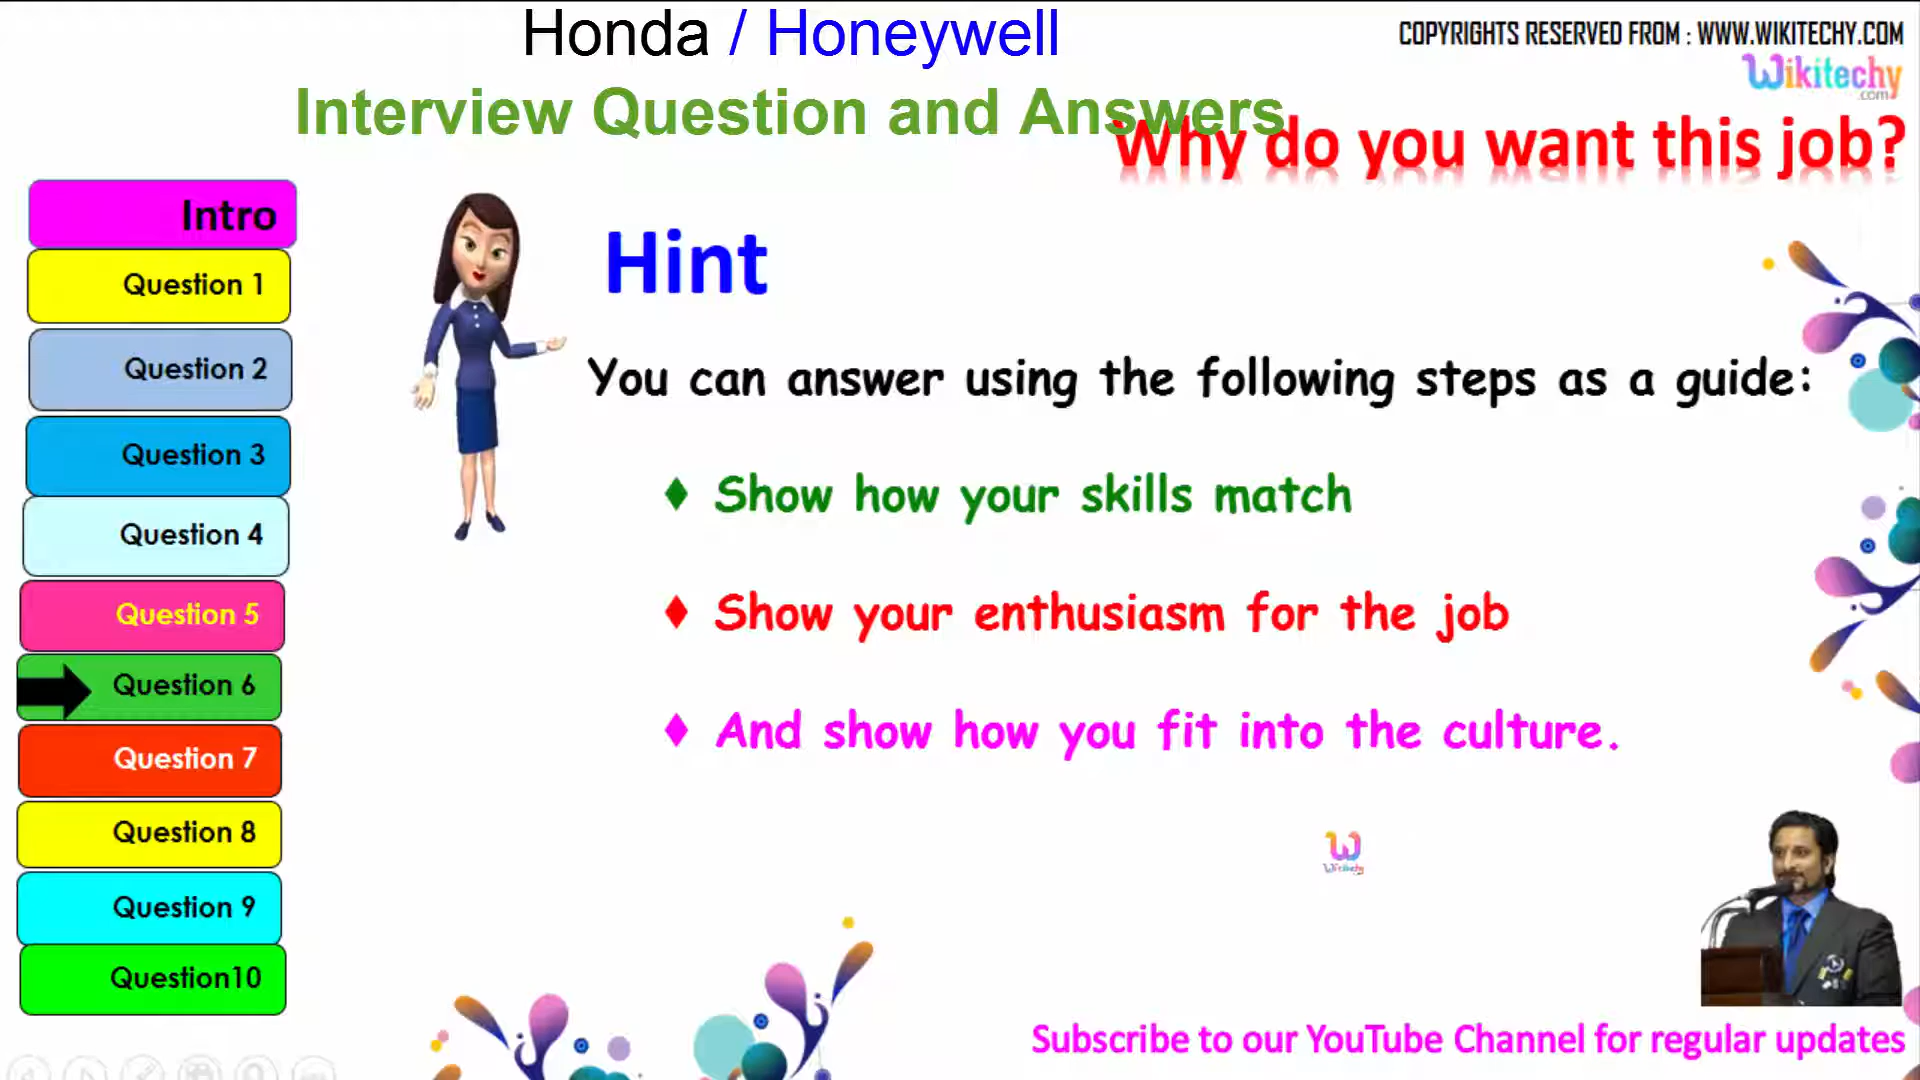 Honda / Honeywell
COPYRIGHTS RESERVED FROM : WWW.WIKITECHY.COM
Wikitechy
.com
Interview Question and Answers
Why do you want this job?
Intro
Question 1
Question 2
Question 3
Question 4
Question 5
Question 6
Question 7
Question 8
Question 9
Question10
Hint
You can answer using the following steps as a guide:
♦ Show how your skills match
♦ Show your enthusiasm for the job
♦ And show how you fit into the culture.
W
Wikitechy
Subscribe to our YouTube Channel for regular updates